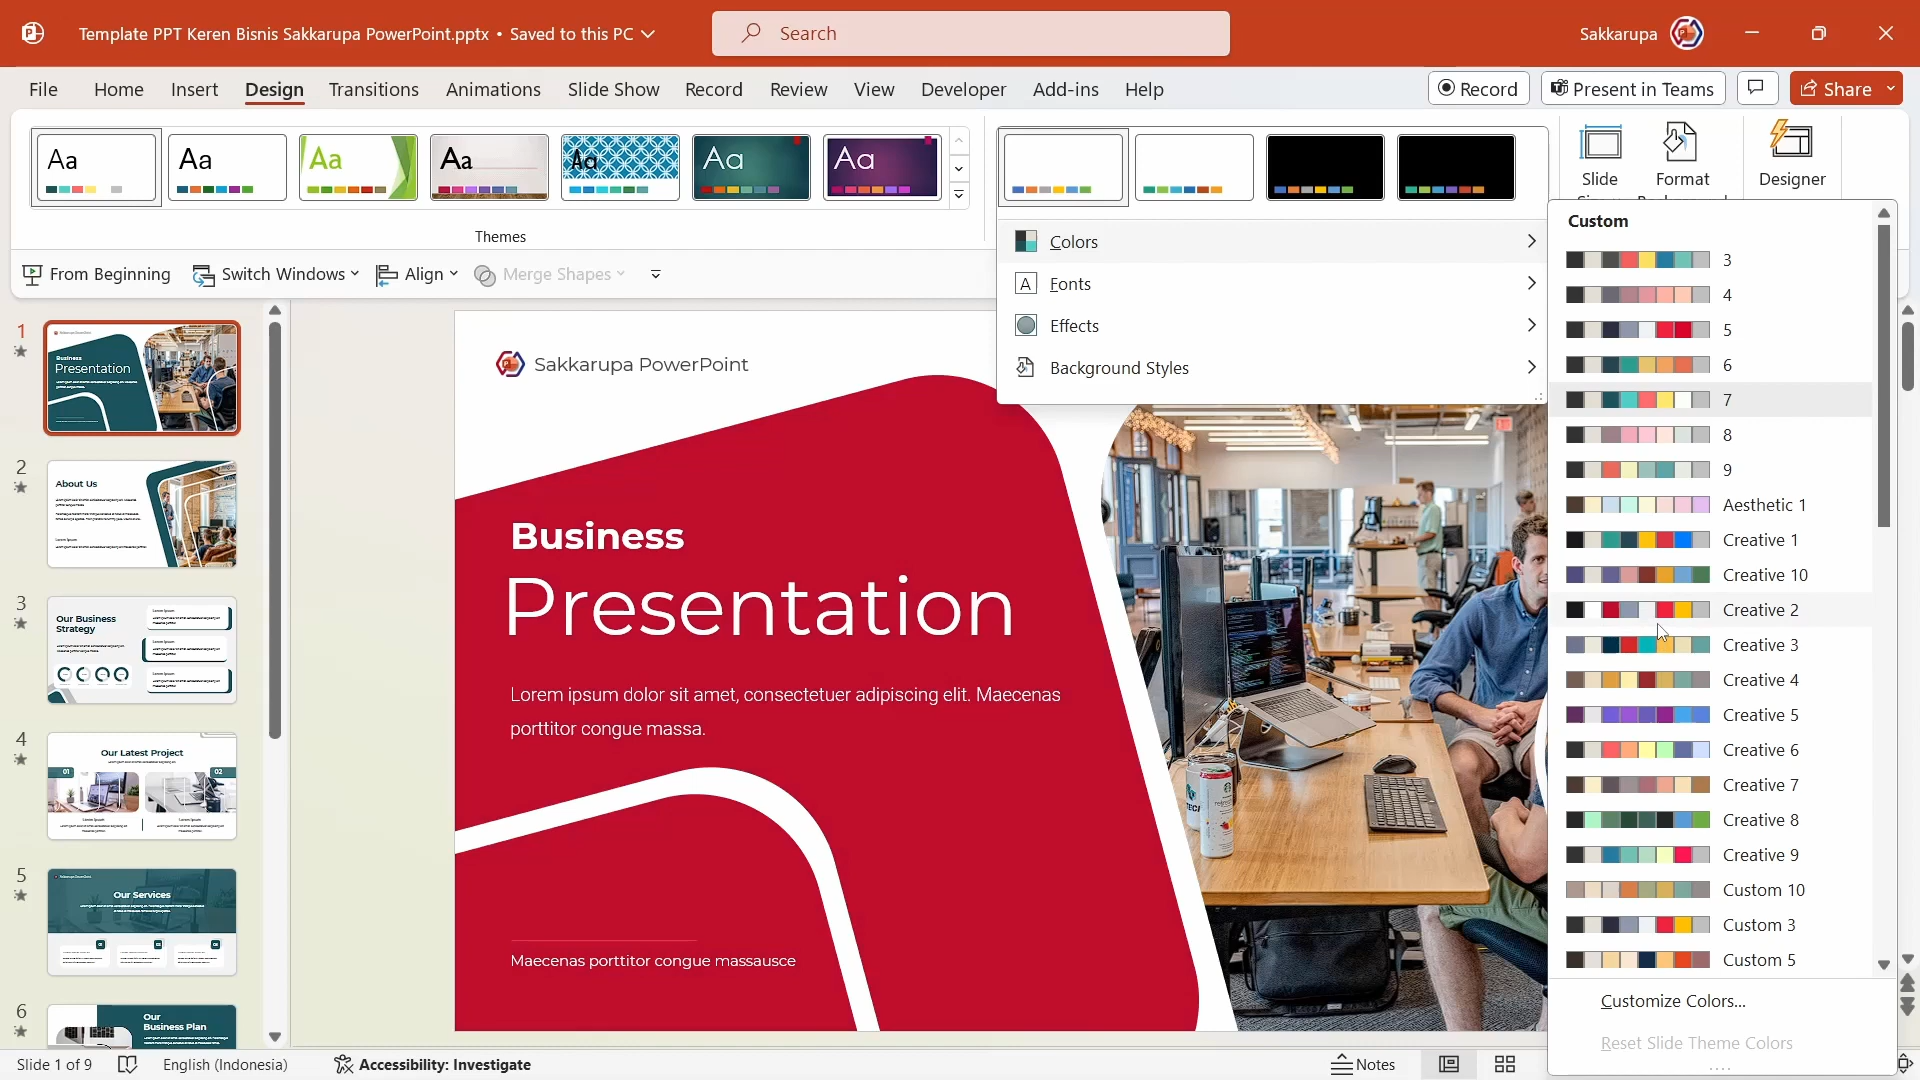 Template PPT Keren Bisnis Sakkarupa PowerPoint.pptx • Saved to this PC
Search
Sakkarupa
File Home Insert Design Transitions Animations Slide Show Record Review View Developer Add-ins Help
Record
Present in Teams
Share
Aa Aa Aa Aa Aa Aa Aa
Themes
Slide
Format
Designer
From Beginning
Switch Windows
Align
Merge Shapes
Colors
Fonts
Effects
Background Styles
Custom
3
4
5
6
7
8
9
Aesthetic 1
Creative 1
Creative 10
Creative 2
Creative 3
Creative 4
Creative 5
Creative 6
Creative 7
Creative 8
Creative 9
Custom 10
Custom 3
Custom 5
Customize Colors...
Reset Slide Theme Colors
1
Business
Presentation
2
About Us
3
Our Business
Strategy
4
Our Latest Project
01
02
5
Our Services
6
Our
Business Plan
Sakkarupa PowerPoint
Business
Presentation
Lorem ipsum dolor sit amet, consectetuer adipiscing elit. Maecenas
porttitor congue massa.
Maecenas porttitor congue massausce
Slide 1 of 9
English (Indonesia)
Accessibility: Investigate
Notes